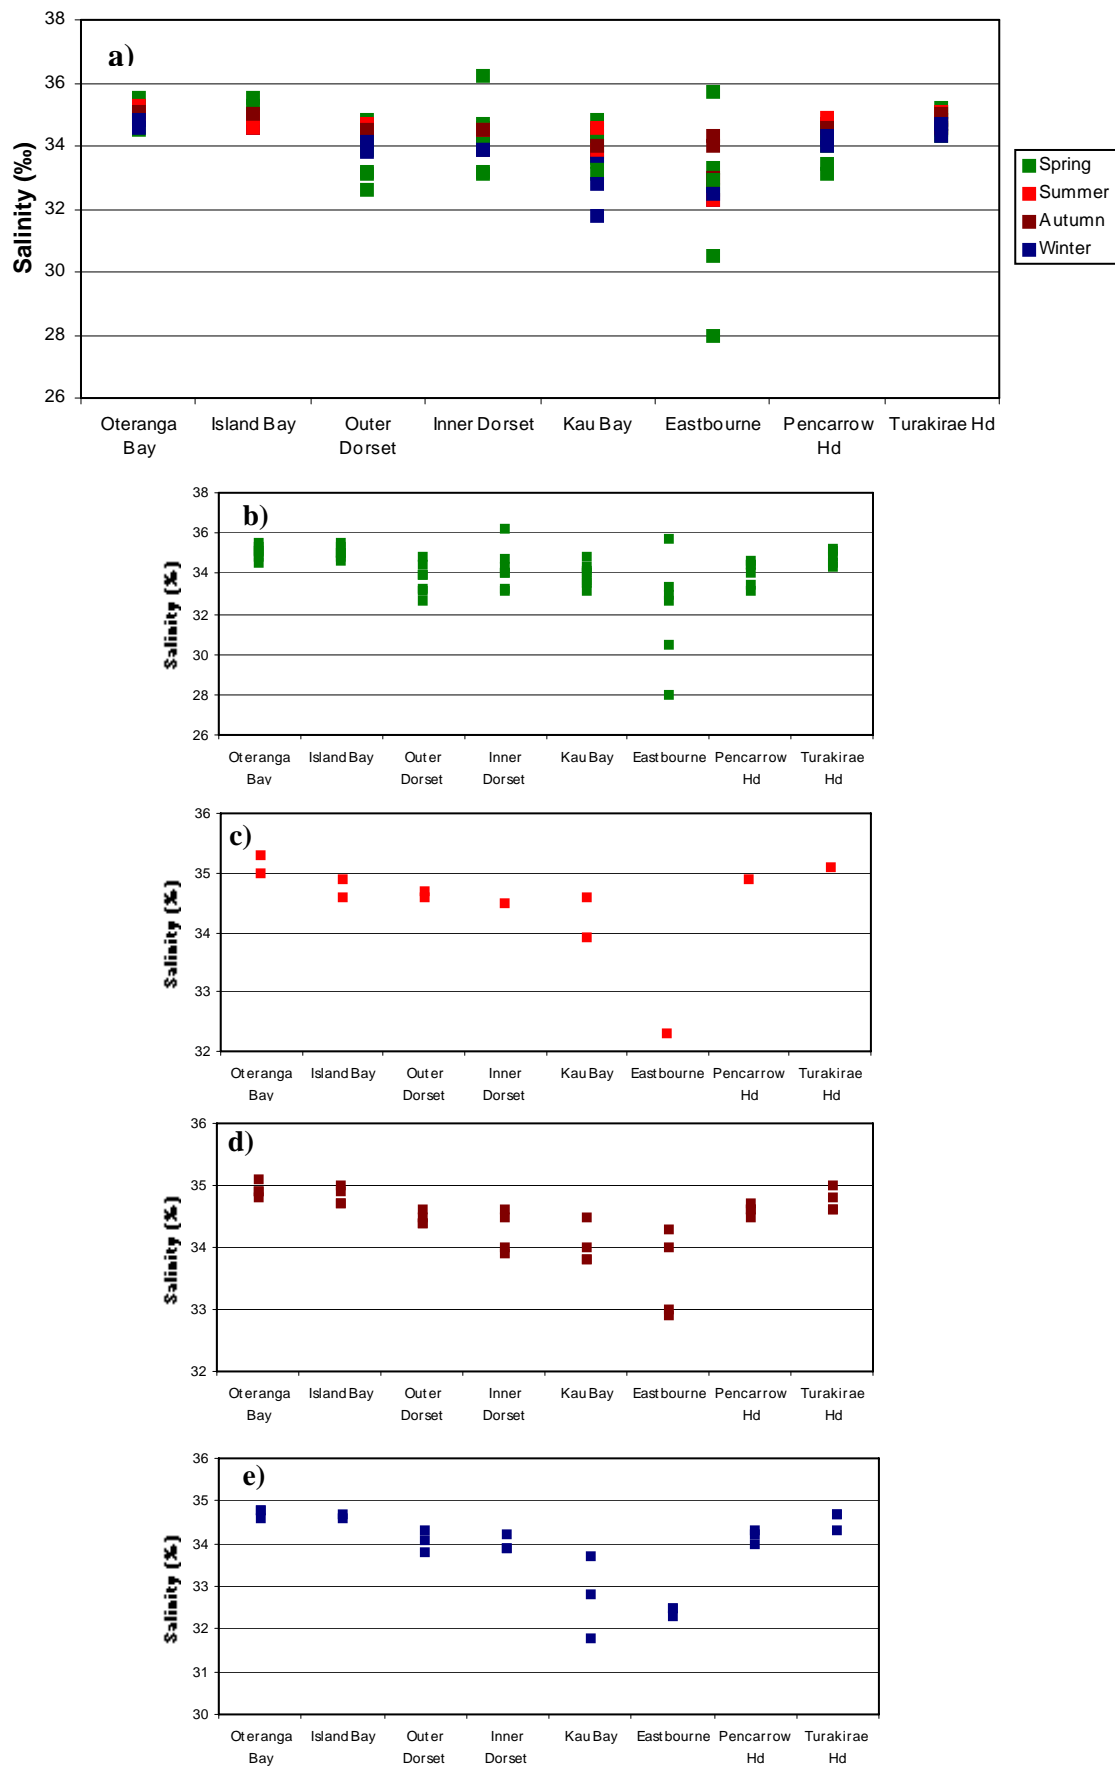 a)
38
36
34
32
30
28
26
Salinity (‰)
Oteranga Bay
Island Bay
Outer Dorset
Inner Dorset
Kau Bay
Eastbourne
Pencarrow Hd
Turakirae Hd
Spring
Summer
Autumn
Winter
b)
38
36
34
32
30
28
26
Salinity (‰)
Oteranga Bay
Island Bay
Outer Dorset
Inner Dorset
Kau Bay
Eastbourne
Pencarrow Hd
Turakirae Hd
c)
36
35
34
33
32
Salinity (‰)
Oteranga Bay
Island Bay
Outer Dorset
Inner Dorset
Kau Bay
Eastbourne
Pencarrow Hd
Turakirae Hd
d)
36
35
34
33
32
Salinity (‰)
Oteranga Bay
Island Bay
Outer Dorset
Inner Dorset
Kau Bay
Eastbourne
Pencarrow Hd
Turakirae Hd
e)
36
35
34
33
32
31
30
Salinity (‰)
Oteranga Bay
Island Bay
Outer Dorset
Inner Dorset
Kau Bay
Eastbourne
Pencarrow Hd
Turakirae Hd